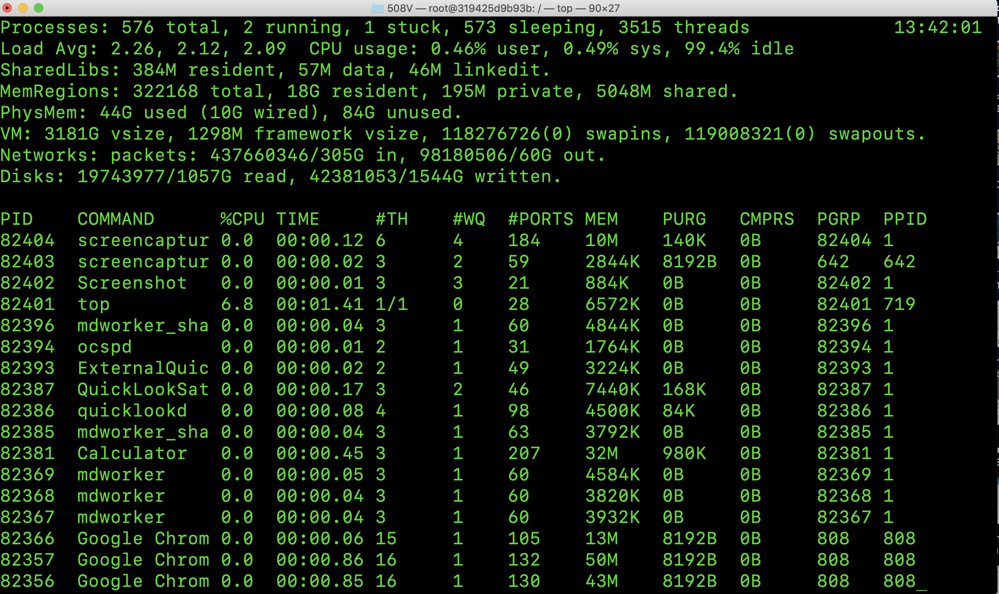 508V — root@319425d9b93b: / — top — 90×27
Processes: 576 total, 2 running, 1 stuck, 573 sleeping, 3515 threads 13:42:01
Load Avg: 2.26, 2.12, 2.09 CPU usage: 0.46% user, 0.49% sys, 99.4% idle
SharedLibs: 384M resident, 57M data, 46M linkedit.
MemRegions: 322168 total, 18G resident, 195M private, 5048M shared.
PhysMem: 44G used (10G wired), 84G unused.
VM: 3181G vsize, 1298M framework vsize, 118276726(0) swapins, 119008321(0) swapouts.
Networks: packets: 437660346/305G in, 98180506/60G out.
Disks: 19743977/1057G read, 42381053/1544G written.
PID COMMAND %CPU TIME #TH #WQ #PORTS MEM PURG CMPRS PGRP PPID
82404 screencaptur 0.0 00:00.12 6 4 184 10M 140K 0B 82404 1
82403 screencaptur 0.0 00:00.02 3 2 59 2844K 8192B 0B 642 642
82402 Screenshot 0.0 00:00.01 3 3 21 884K 0B 0B 82402 1
82401 top 6.8 00:01.41 1/1 0 28 6572K 0B 0B 82401 719
82396 mdworker_sha 0.0 00:00.04 3 1 60 4844K 0B 0B 82396 1
82394 ocspd 0.0 00:00.01 2 1 31 1764K 0B 0B 82394 1
82393 ExternalQuic 0.0 00:00.02 2 1 49 3224K 0B 0B 82393 1
82387 QuickLookSat 0.0 00:00.17 3 2 46 7440K 168K 0B 82387 1
82386 quicklookd 0.0 00:00.08 4 1 98 4500K 84K 0B 82386 1
82385 mdworker_sha 0.0 00:00.04 3 1 63 3792K 0B 0B 82385 1
82381 Calculator 0.0 00:00.45 3 1 207 32M 980K 0B 82381 1
82369 mdworker 0.0 00:00.05 3 1 60 4584K 0B 0B 82369 1
82368 mdworker 0.0 00:00.04 3 1 60 3820K 0B 0B 82368 1
82367 mdworker 0.0 00:00.04 3 1 60 3932K 0B 0B 82367 1
82366 Google Chrom 0.0 00:00.06 15 1 105 13M 8192B 0B 808 808
82357 Google Chrom 0.0 00:00.86 16 1 132 50M 8192B 0B 808 808
82356 Google Chrom 0.0 00:00.85 16 1 130 43M 8192B 0B 808 808